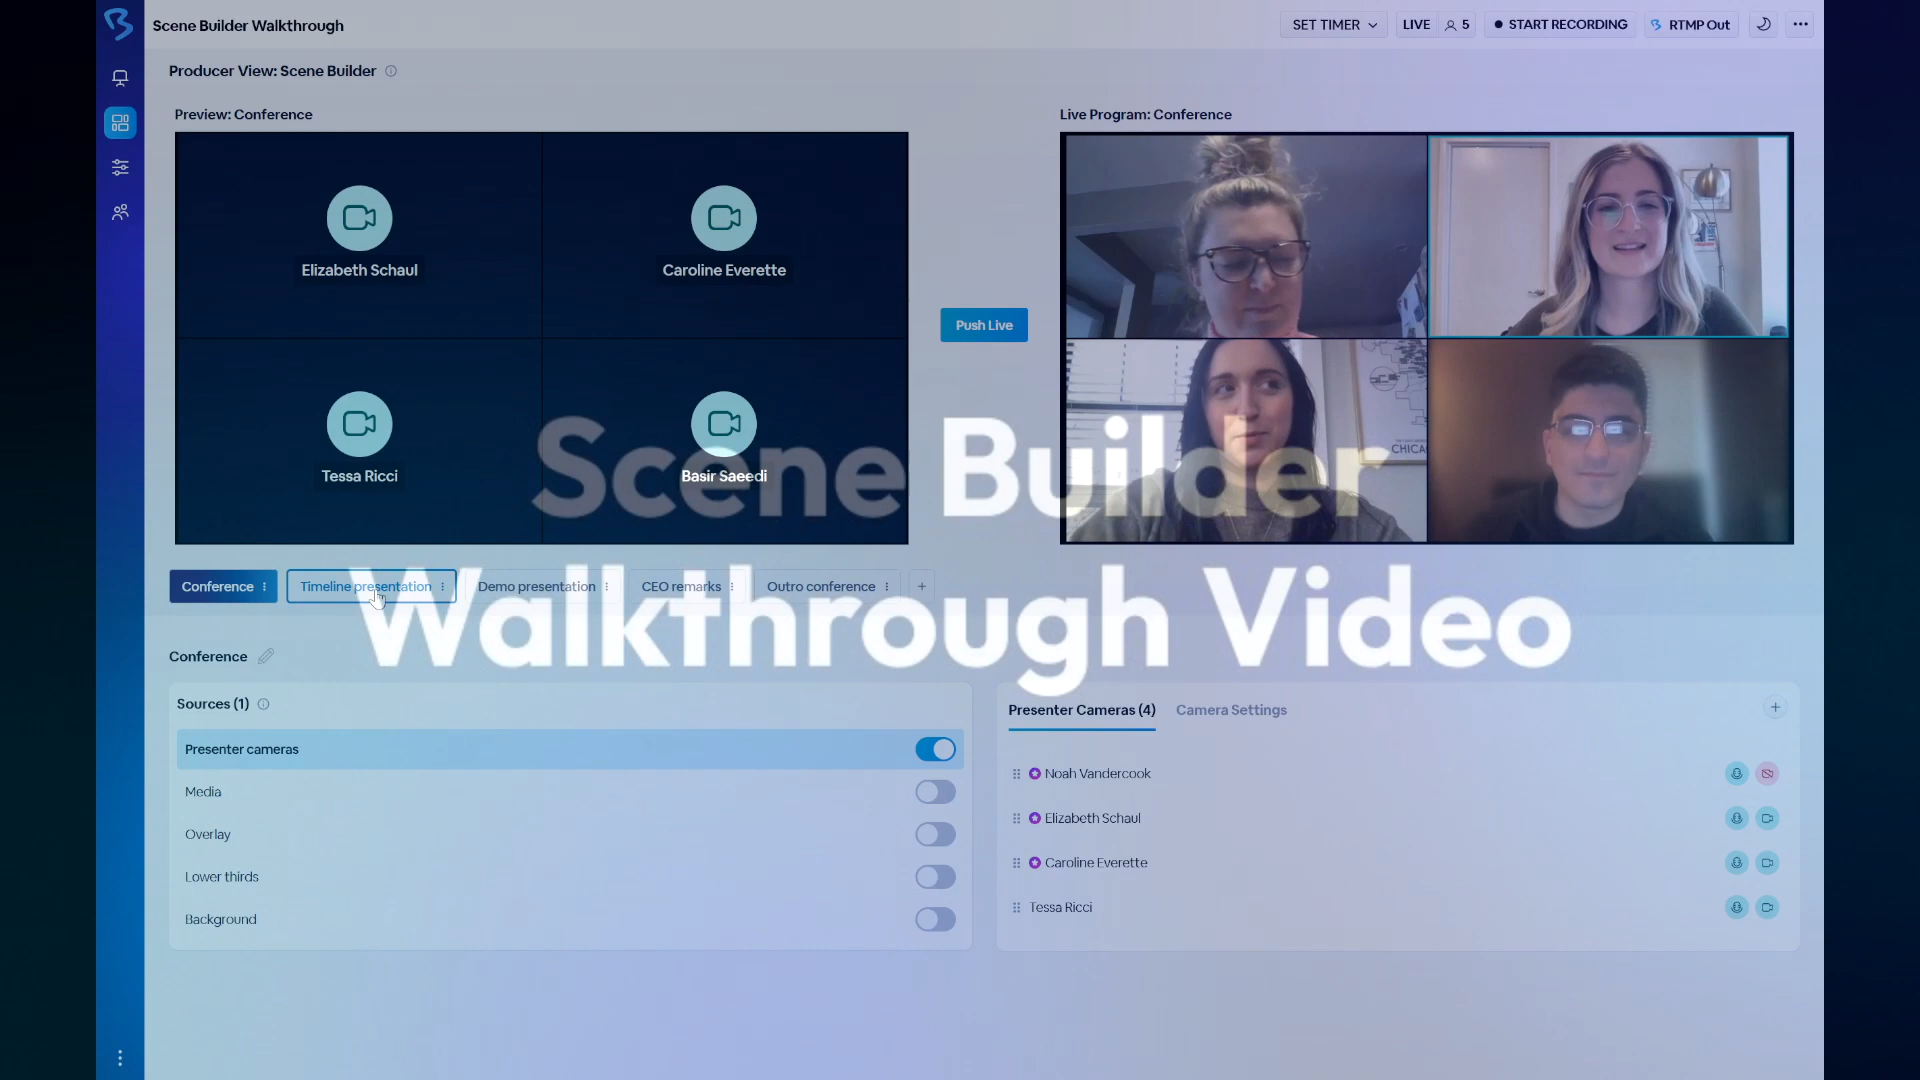 Scene Builder Walkthrough
SET TIMER
LIVE
5
START RECORDING
RTMP Out
Producer View: Scene Builder
Preview: Conference
Live Program: Conference
Elizabeth Schaul
Caroline Everette
Push Live
Tessa Ricci
Basir Saeedi
CHICA
Scene Builder
Walkthrough Video
Conference
Timeline presentation
Demo presentation
CEO remarks
Outro conference
Conference
Sources (1)
Presenter cameras
Media
Overlay
Lower thirds
Background
Presenter Cameras (4)
Camera Settings
Noah Vandercook
Elizabeth Schaul
Caroline Everette
Tessa Ricci